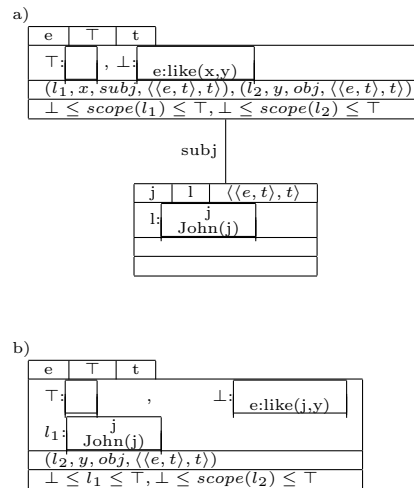 a)
e ⊤ t
⊤: , ⊥:
e:like(x,y)
(l₁, x, subj, ⟨⟨e, t⟩, t⟩), (l₂, y, obj, ⟨⟨e, t⟩, t⟩)
⊥ ≤ scope(l₁) ≤ ⊤, ⊥ ≤ scope(l₂) ≤ ⊤
subj
j l ⟨⟨e, t⟩, t⟩
l: j
John(j)
b)
e ⊤ t
⊤: , ⊥:
e:like(j,y)
l₁: j
John(j)
(l₂, y, obj, ⟨⟨e, t⟩, t⟩)
⊥ ≤ l₁ ≤ ⊤, ⊥ ≤ scope(l₂) ≤ ⊤